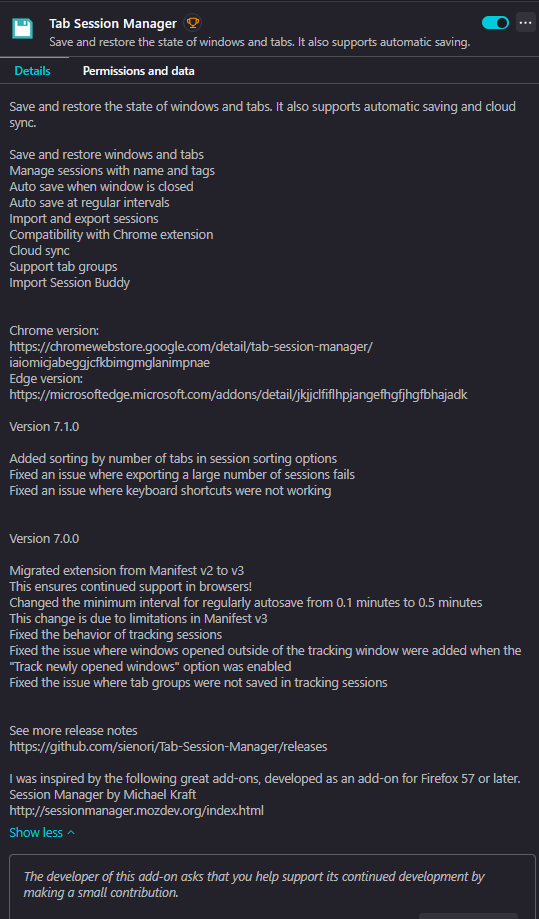 Tab Session Manager
Save and restore the state of windows and tabs. It also supports automatic saving.
Details
Permissions and data
Save and restore the state of windows and tabs. It also supports automatic saving and cloud
sync.
Save and restore windows and tabs
Manage sessions with name and tags
Auto save when window is closed
Auto save at regular intervals
Import and export sessions
Compatibility with Chrome extension
Cloud sync
Support tab groups
Import Session Buddy
Chrome version:
https://chromewebstore.google.com/detail/tab-session-manager/
iaiomicjabeggjcfkbimgmglanimpnae
Edge version:
https://microsoftedge.microsoft.com/addons/detail/jkjjclfiflhpjangefhgfjhgfbhajadk
Version 7.1.0
Added sorting by number of tabs in session sorting options
Fixed an issue where exporting a large number of sessions fails
Fixed an issue where keyboard shortcuts were not working
Version 7.0.0
Migrated extension from Manifest v2 to v3
This ensures continued support in browsers!
Changed the minimum interval for regularly autosave from 0.1 minutes to 0.5 minutes
This change is due to limitations in Manifest v3
Fixed the behavior of tracking sessions
Fixed the issue where windows opened outside of the tracking window were added when the
"Track newly opened windows" option was enabled
Fixed the issue where tab groups were not saved in tracking sessions
See more release notes
https://github.com/sienori/Tab-Session-Manager/releases
I was inspired by the following great add-ons, developed as an add-on for Firefox 57 or later.
Session Manager by Michael Kraft
http://sessionmanager.mozdev.org/index.html
Show less
The developer of this add-on asks that you help support its continued development by
making a small contribution.